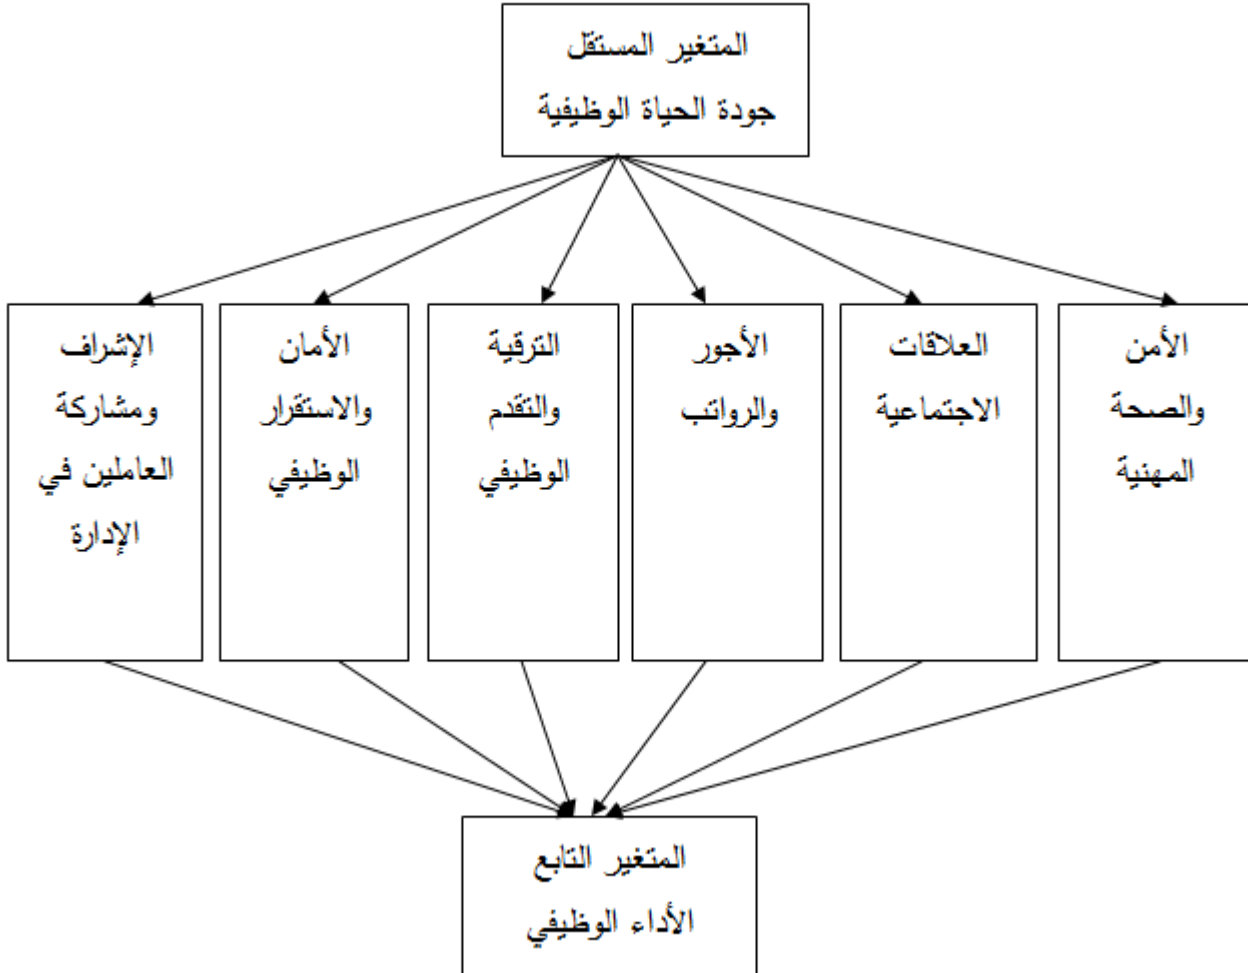 المتغير المستقل
جودة الحياة الوظيفية
الأمن
والصحة
المهنية
العلاقات
الاجتماعية
الأجور
والرواتب
الترقية
والتقدم
الوظيفي
الأمان
والاستقرار
الوظيفي
الإشراف
ومشاركة
العاملين في
الإدارة
المتغير التابع
الأداء الوظيفي